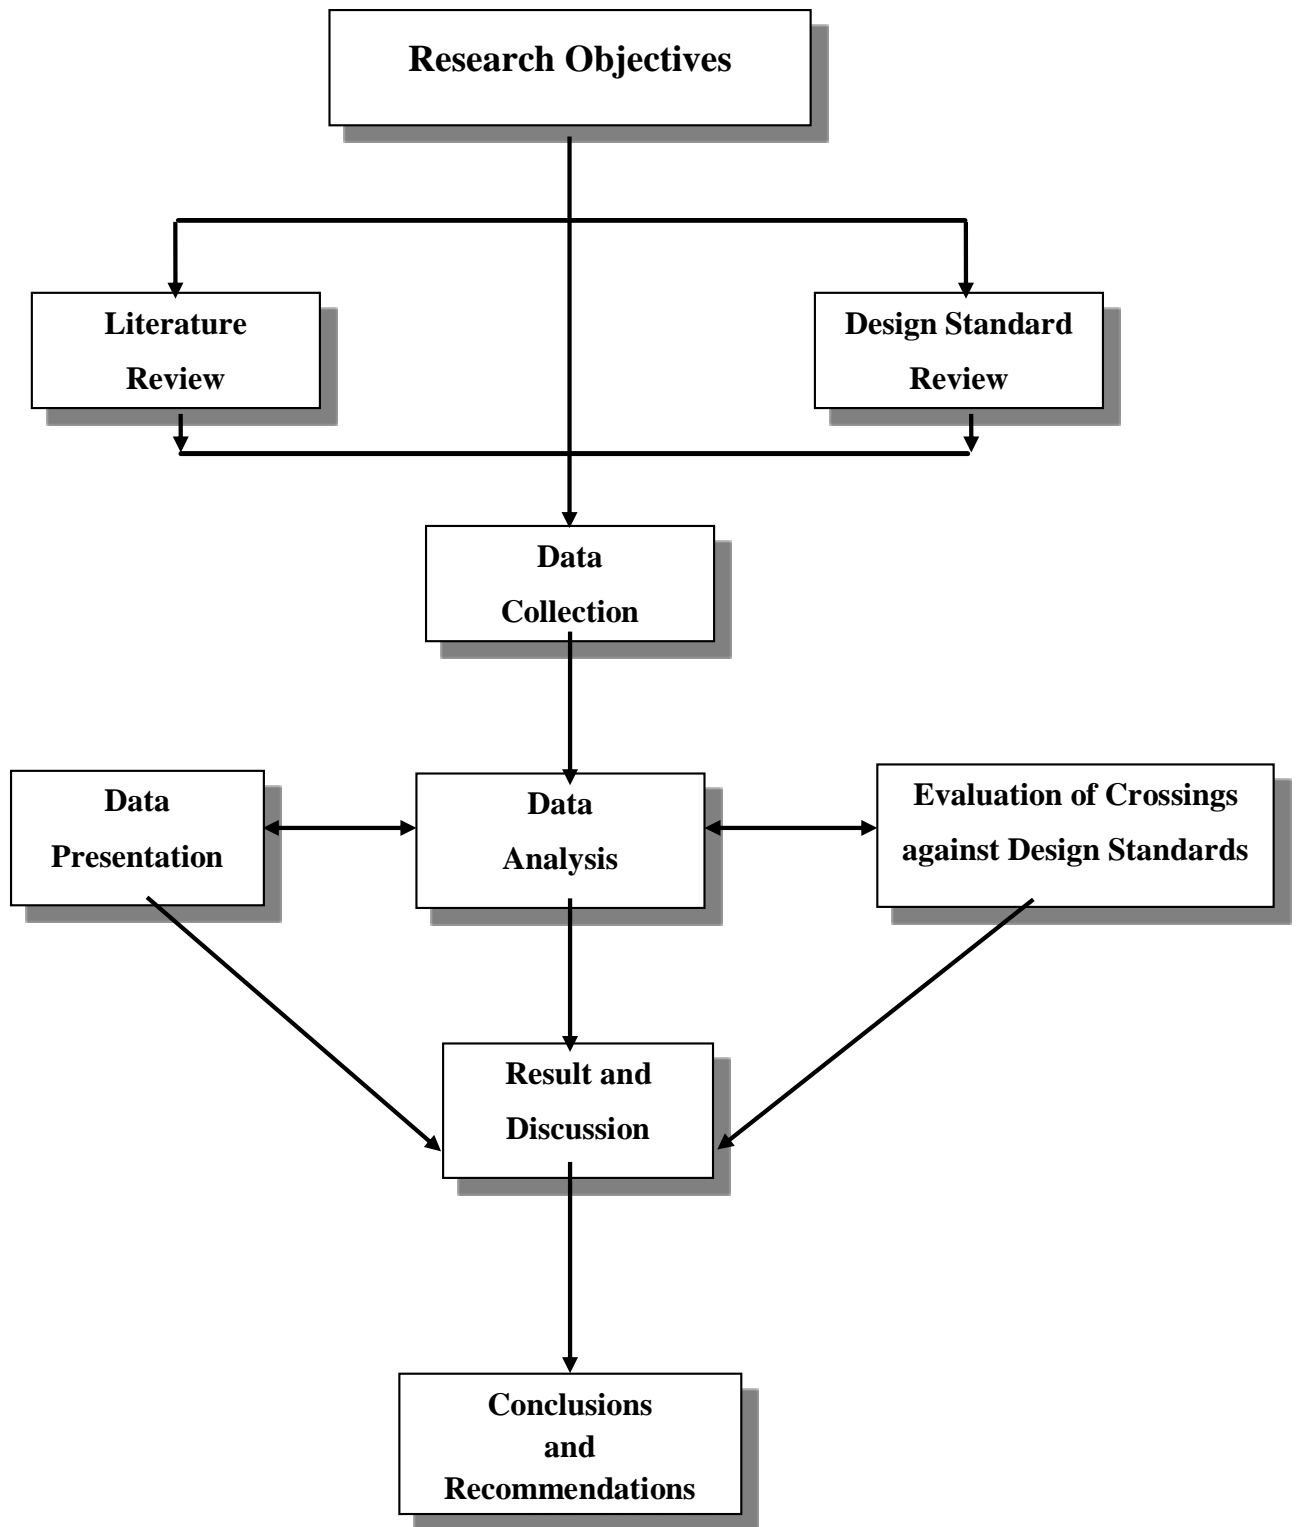 Research Objectives
Literature
Review
Design Standard
Review
Data
Collection
Data
Presentation
Data
Analysis
Evaluation of Crossings
against Design Standards
Result and
Discussion
Conclusions
and
Recommendations